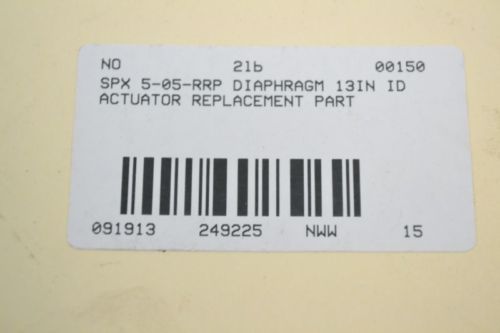 NO 21b 00150
SPX 5-05-RRP DIAPHRAGM 13IN ID
ACTUATOR REPLACEMENT PART
091913 249225 NWW 15